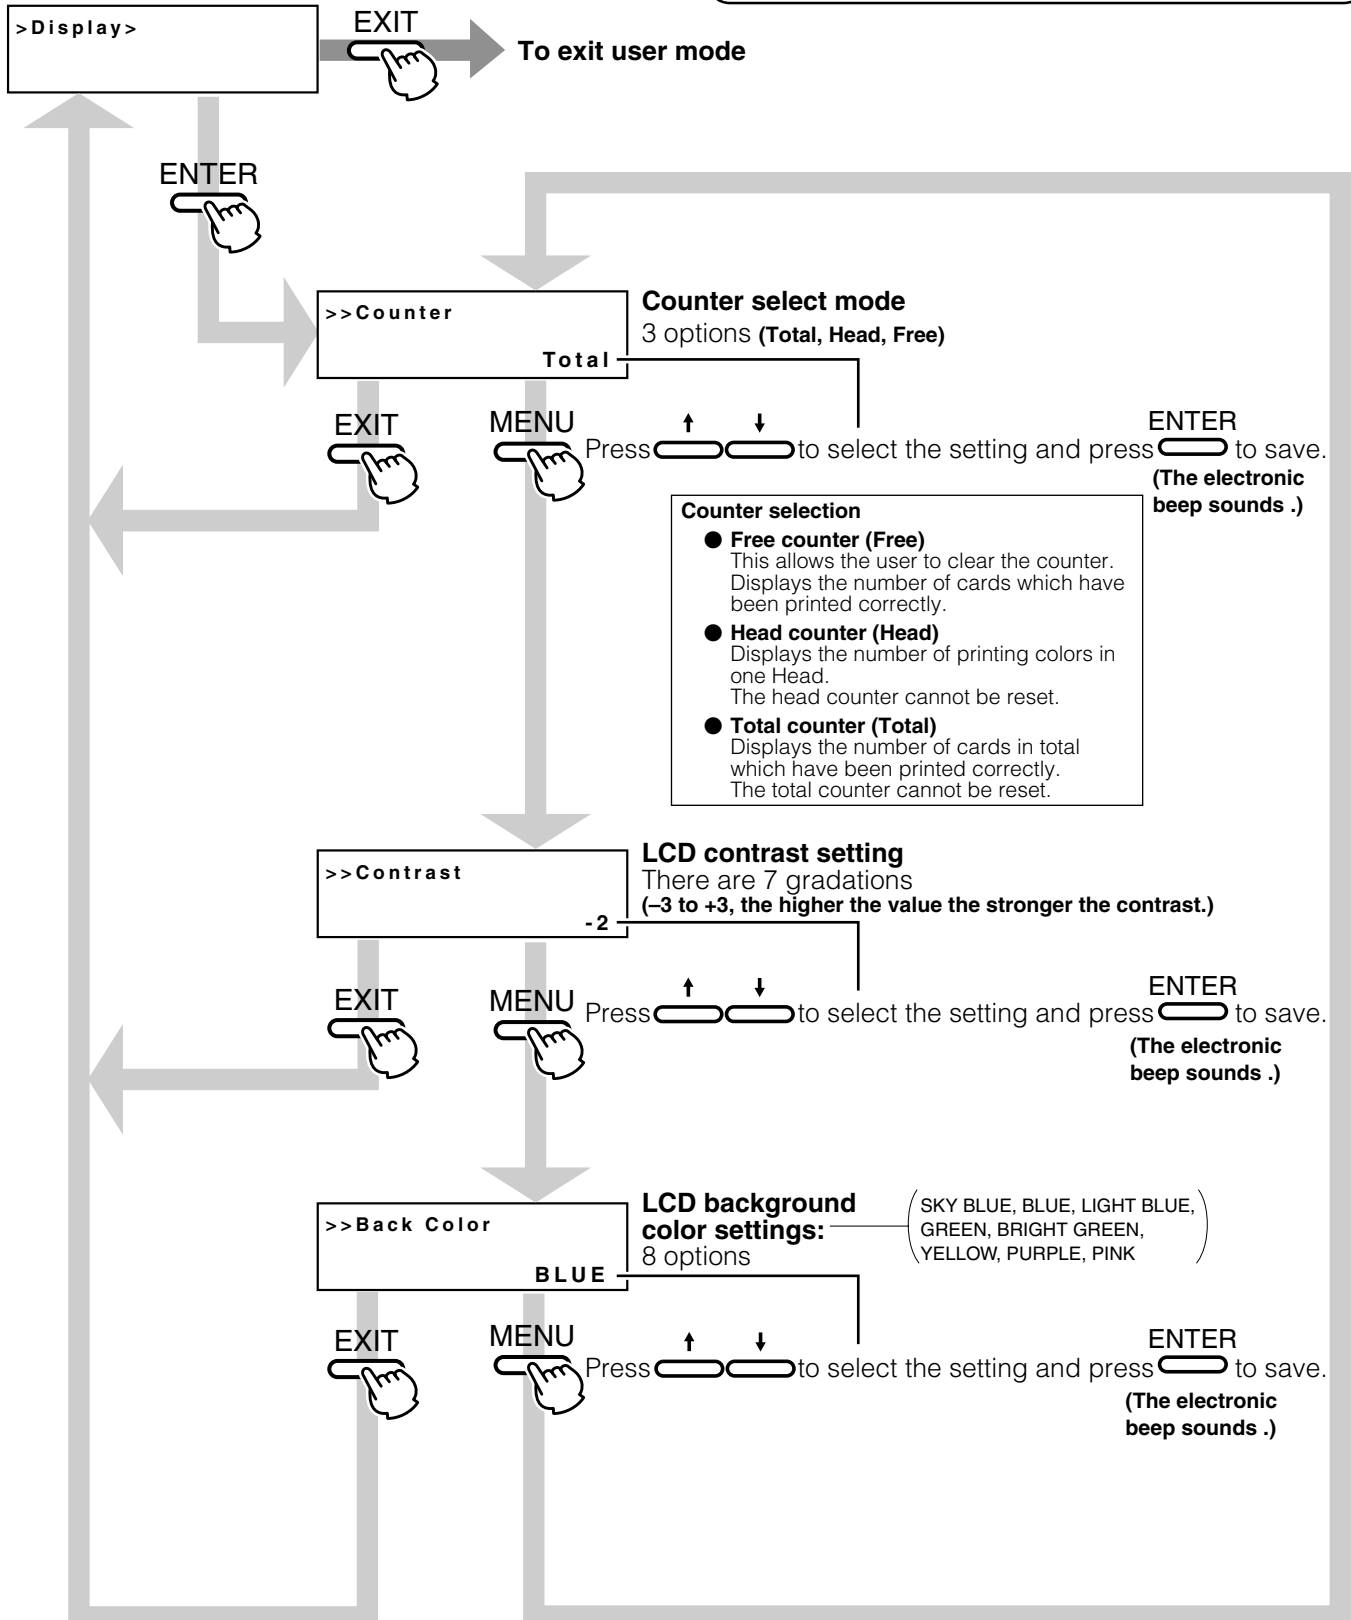 >Display>
EXIT
To exit user mode
ENTER
>>Counter
Total
Counter select mode
3 options (Total, Head, Free)
EXIT
MENU
↑ ↓
ENTER
Press to select the setting and press to save.
(The electronic
beep sounds .)
Counter selection
● Free counter (Free)
This allows the user to clear the counter.
Displays the number of cards which have
been printed correctly.
● Head counter (Head)
Displays the number of printing colors in
one Head.
The head counter cannot be reset.
● Total counter (Total)
Displays the number of cards in total
which have been printed correctly.
The total counter cannot be reset.
>>Contrast
-2
LCD contrast setting
There are 7 gradations
(–3 to +3, the higher the value the stronger the contrast.)
EXIT
MENU
↑ ↓
ENTER
Press to select the setting and press to save.
(The electronic
beep sounds .)
>>Back Color
BLUE
LCD background
color settings:
8 options
SKY BLUE, BLUE, LIGHT BLUE,
GREEN, BRIGHT GREEN,
YELLOW, PURPLE, PINK
EXIT
MENU
↑ ↓
ENTER
Press to select the setting and press to save.
(The electronic
beep sounds .)